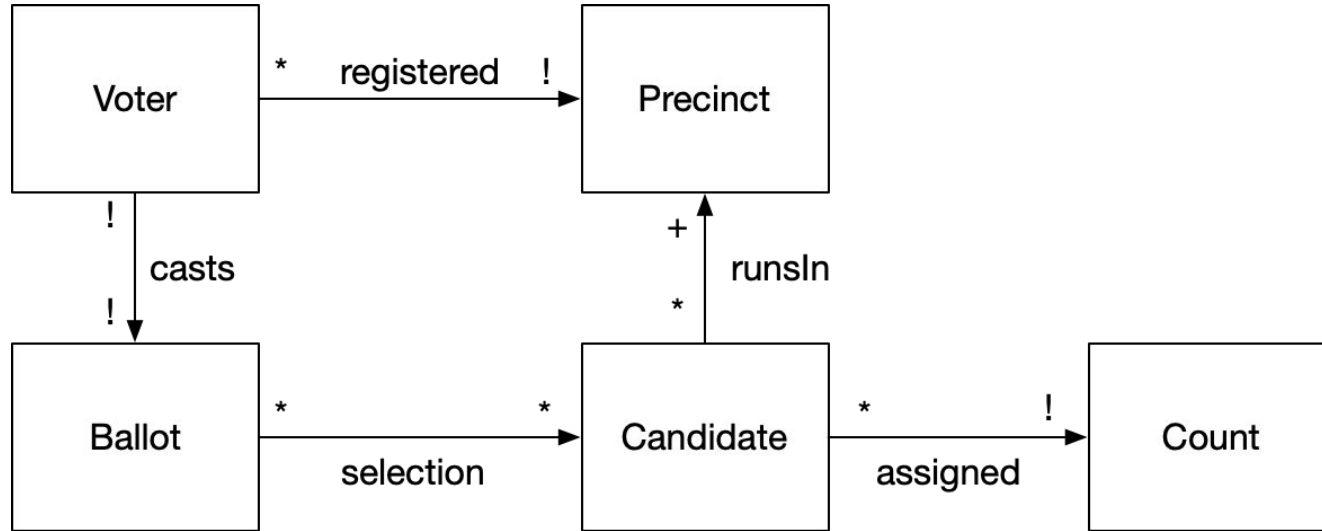 Voter
* registered !
Precinct
!
casts
!
+
runsIn
*
Ballot
* *
selection
Candidate
* !
assigned
Count